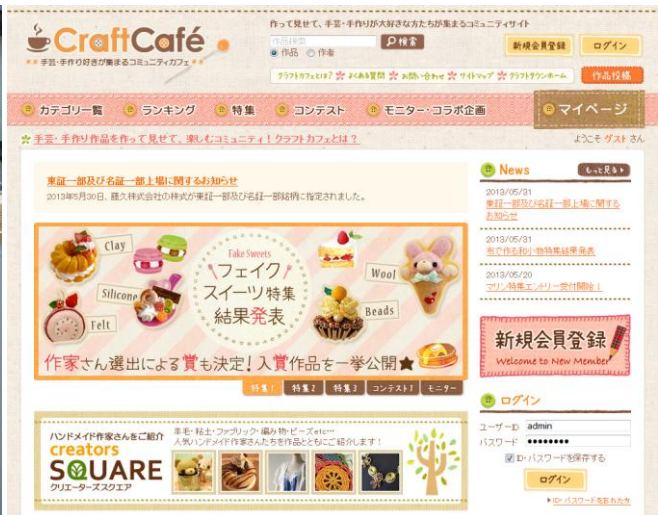 作って見せて、手芸・手作りが大好きな方たちが集まるコミュニティサイト
CraftCafé
手芸・手作り好きが集まるコミュニティカフェ
作品検索
検索
作品 作者
新規会員登録
ログイン
クラフトカフェとは? よくある質問 お問い合わせ サイトマップ クラフトタウンホーム
作品投稿
カテゴリ一覧 ランキング 特集 コンテスト モニター・コラボ企画 マイページ
手芸・手作り作品を作って見せて、楽しむコミュニティ!クラフトカフェとは?
ようこそ ゲスト さん
東証一部及び名証一部上場に関するお知らせ
2013年5月30日、藤久株式会社の株式が東証一部及び名証一部銘柄に指定されました。
Clay
Silicone
Felt
Fake Sweets
フェイク
スイーツ特集
結果発表
Wool
Beads
作家さん選出による賞も決定!入賞作品を一挙公開★
特集1 特集2 特集3 コンテスト1 モニター
ハンドメイド作家さんをご紹介
creators
SQUARE
クリエーターズスクエア
羊毛・粘土・ファブリック・編み物・ビーズetc…
人気ハンドメイド作家さんたちを作品とともにご紹介します!
News
もっと見る
2013/05/31
東証一部及び名証一部上場に関する
お知らせ
2013/05/31
布で作る和小物特集結果発表
2013/05/20
マリン特集エントリー受付開始!
新規会員登録
Welcome to New Member
ログイン
ユーザーID admin
パスワード ●●●●●●●●
ID・パスワードを保存する
ログイン
ID・パスワードを忘れた方